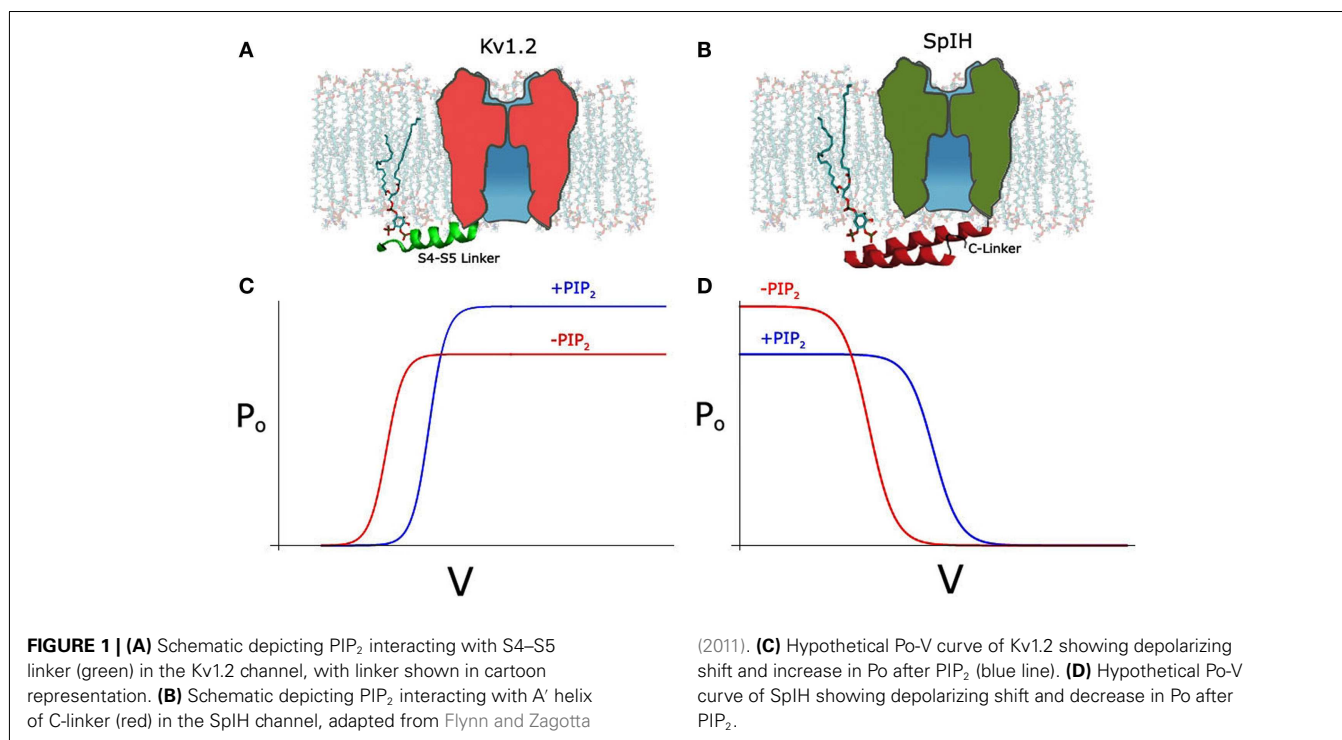 A
Kv1.2
S4-S5 Linker
B
SpIH
C-Linker
C
+PIP₂
-PIP₂
Pₒ
V
D
-PIP₂
+PIP₂
Pₒ
V
FIGURE 1 | (A) Schematic depicting PIP₂ interacting with S4–S5
linker (green) in the Kv1.2 channel, with linker shown in cartoon
representation. (B) Schematic depicting PIP₂ interacting with A′ helix
of C-linker (red) in the SpIH channel, adapted from Flynn and Zagotta
(2011). (C) Hypothetical Po-V curve of Kv1.2 showing depolarizing
shift and increase in Po after PIP₂ (blue line). (D) Hypothetical Po-V
curve of SpIH showing depolarizing shift and decrease in Po after
PIP₂.